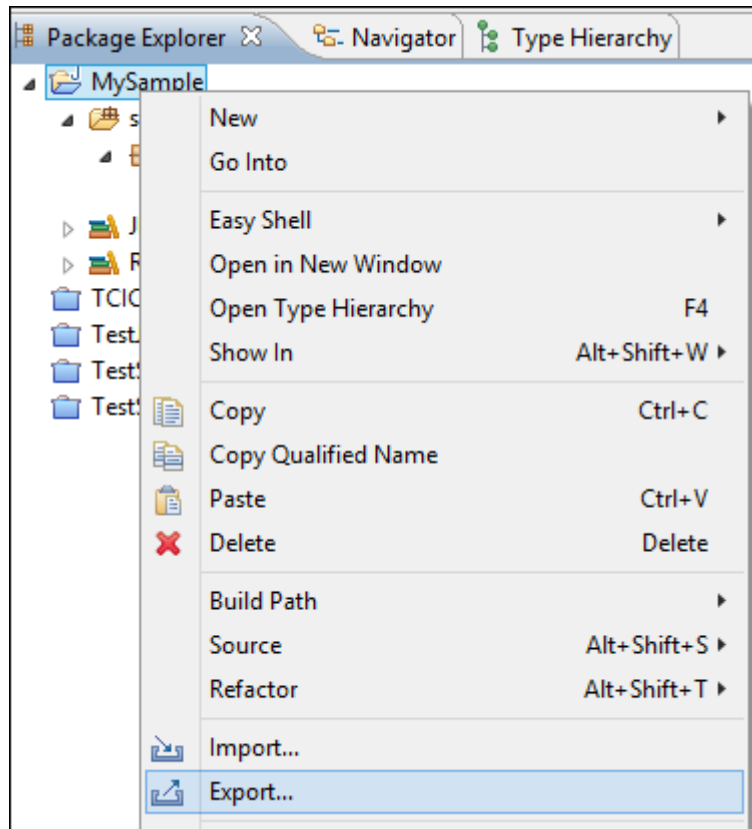 Package Explorer Navigator Type Hierarchy
MySample
New
Go Into
Easy Shell
Open in New Window
Open Type Hierarchy F4
Show In Alt+Shift+W
Copy Ctrl+C
Copy Qualified Name
Paste Ctrl+V
Delete Delete
Build Path
Source Alt+Shift+S
Refactor Alt+Shift+T
Import...
Export...